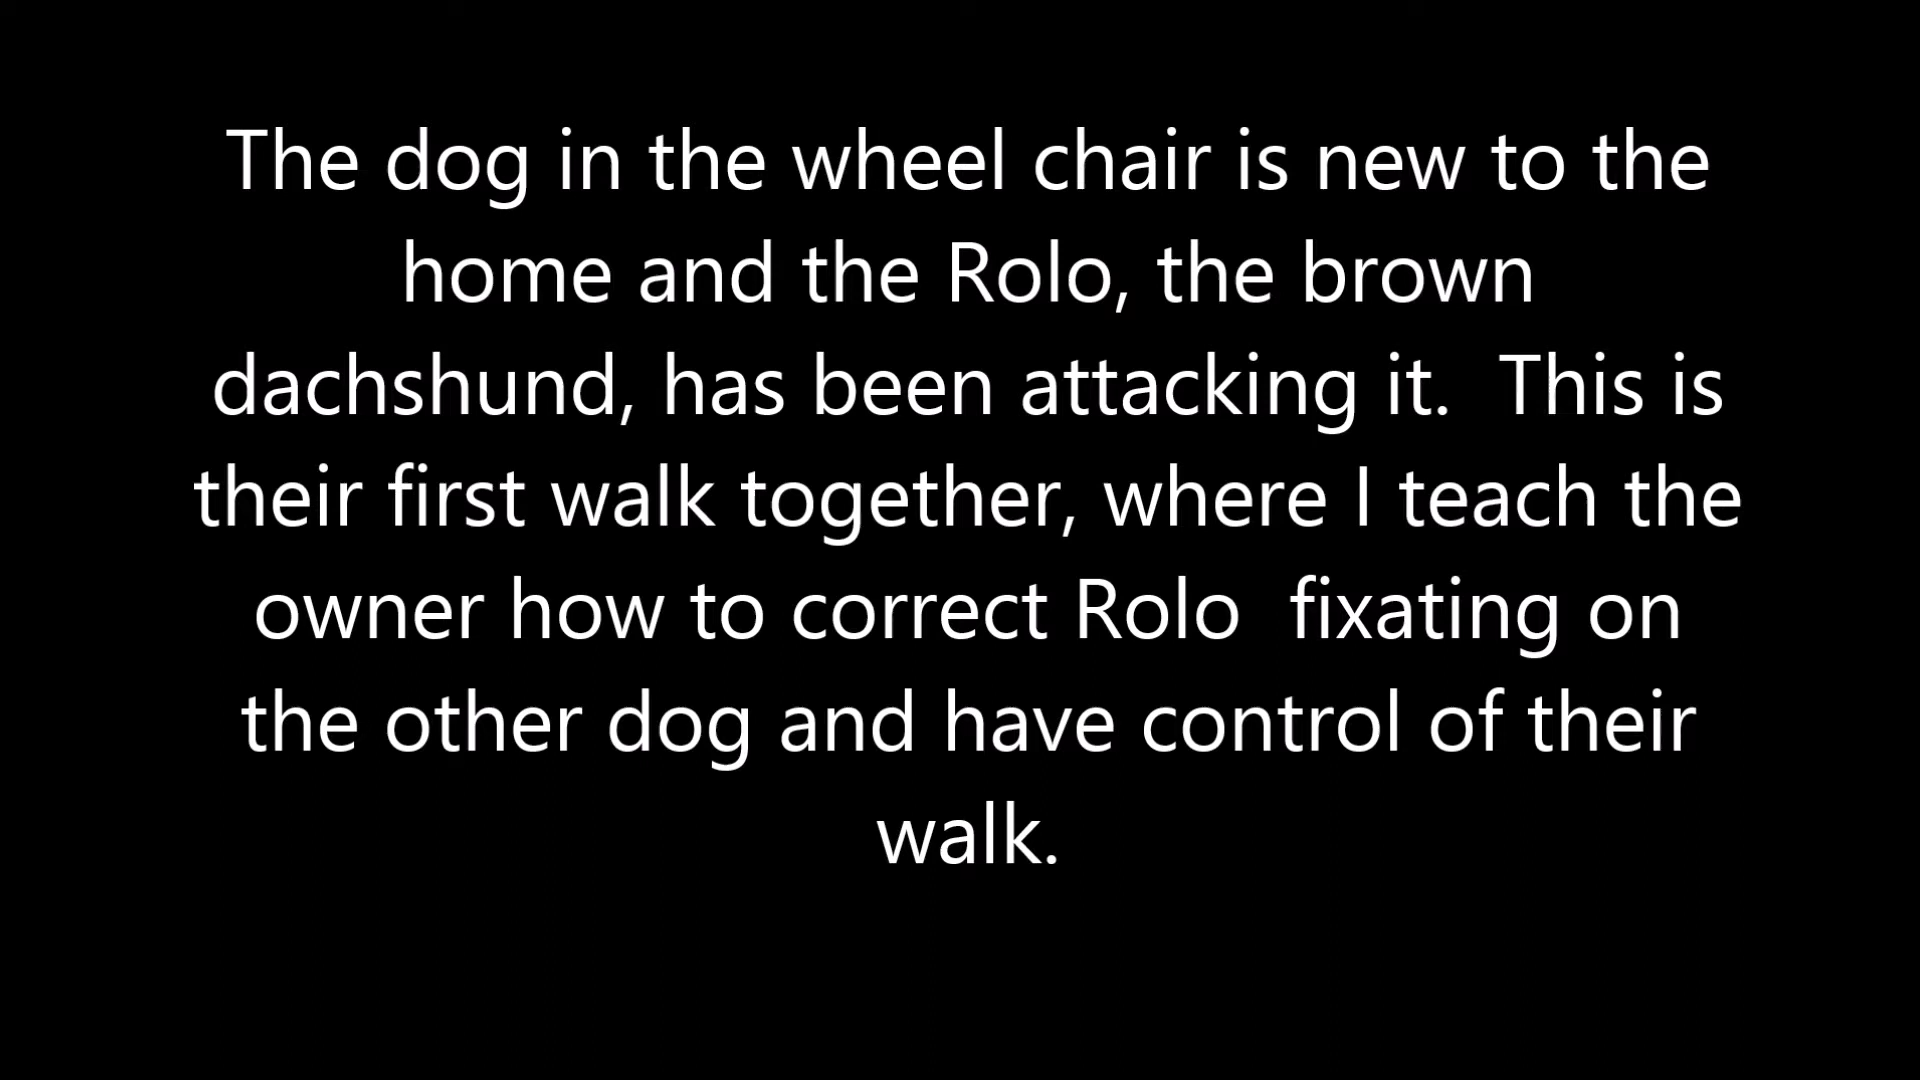 The dog in the wheel chair is new to the
home and the Rolo, the brown
dachshund, has been attacking it.  This is
their first walk together, where I teach the
owner how to correct Rolo  fixating on
the other dog and have control of their
walk.